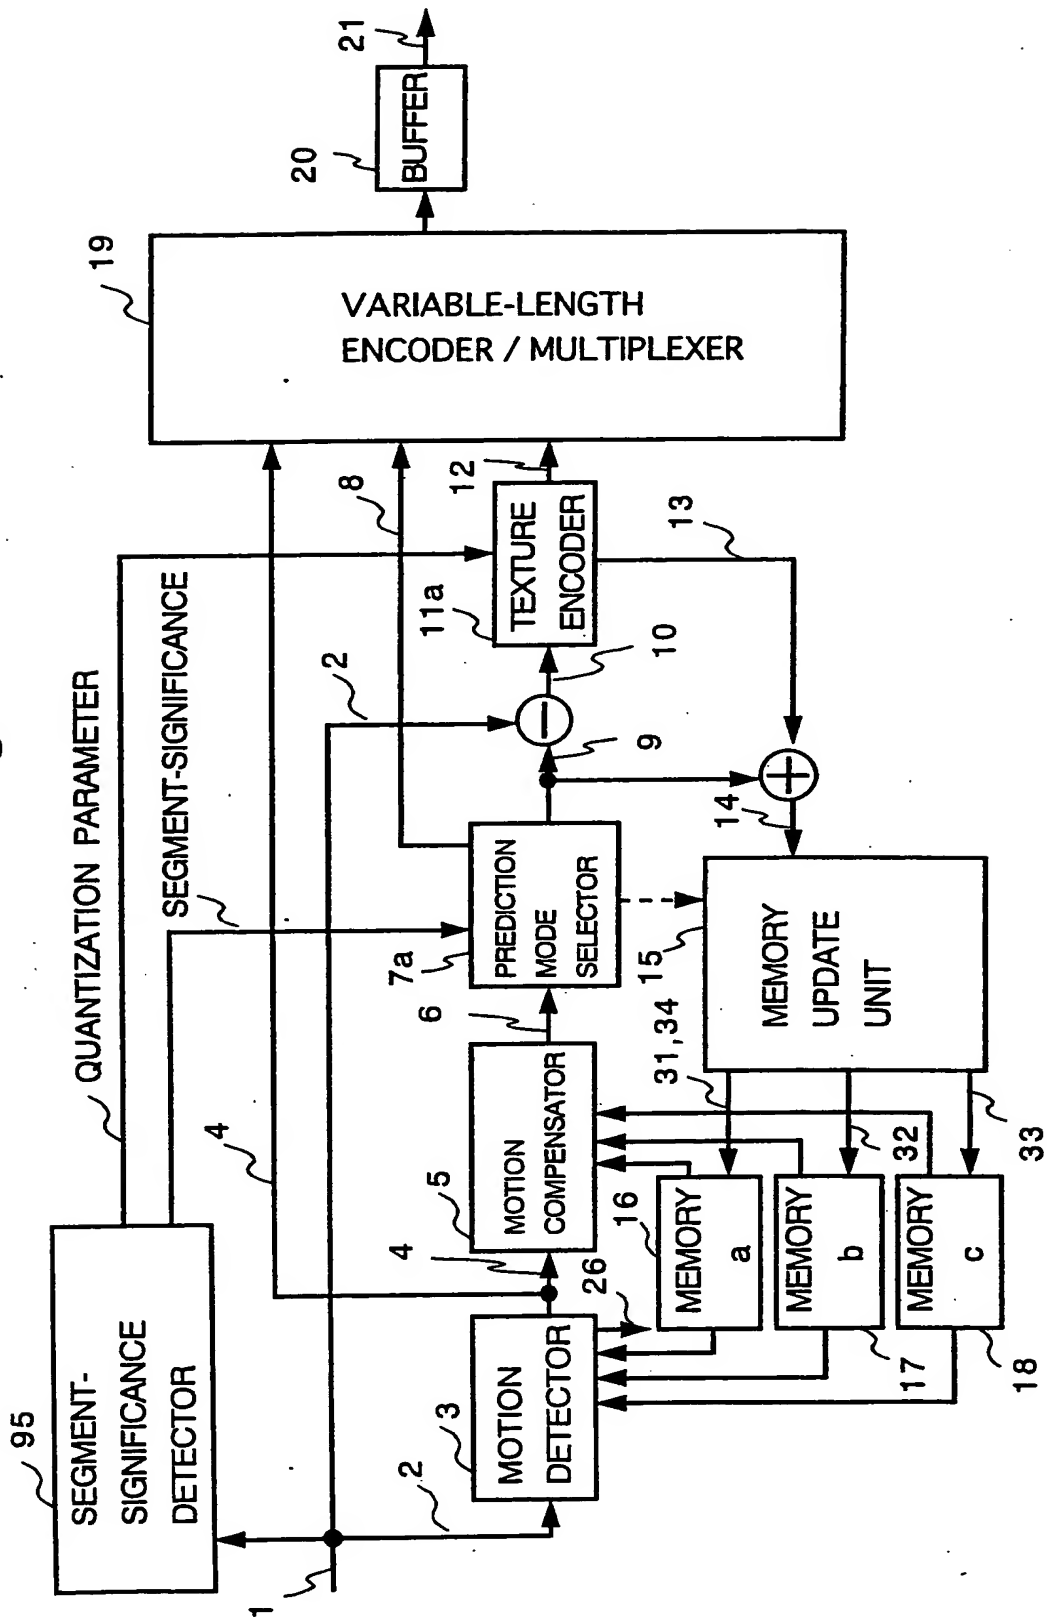 1
95
SEGMENT-
SIGNIFICANCE
DETECTOR
QUANTIZATION PARAMETER
SEGMENT-SIGNIFICANCE
4
2
2
3
MOTION
DETECTOR
4
26
5
MOTION
COMPENSATOR
6
7a
PREDICTION
MODE
SELECTOR
8
9
10
11a
TEXTURE
ENCODER
12
13
14
15
MEMORY
UPDATE
UNIT
31,34
32
33
16
MEMORY
a
17
MEMORY
b
18
MEMORY
c
19
VARIABLE-LENGTH
ENCODER / MULTIPLEXER
20
BUFFER
21